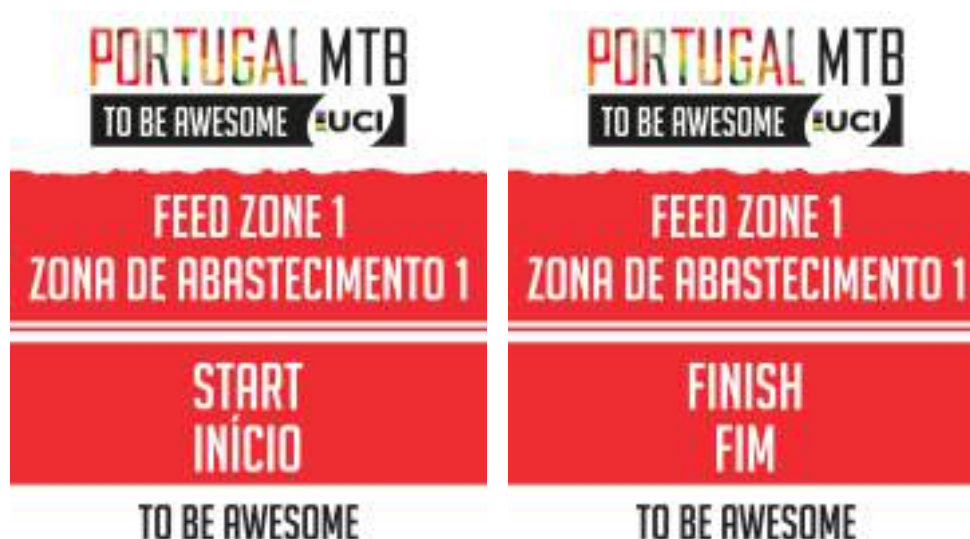 PORTUGAL MTB
TO BE AWESOME UCI
FEED ZONE 1
ZONA DE ABASTECIMENTO 1
START
INÍCIO
TO BE AWESOME
PORTUGAL MTB
TO BE AWESOME UCI
FEED ZONE 1
ZONA DE ABASTECIMENTO 1
FINISH
FIM
TO BE AWESOME